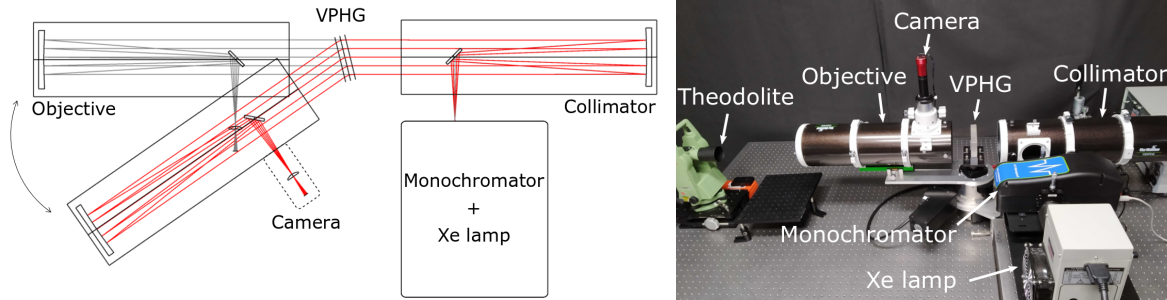 VPHG
Objective
Collimator
Monochromator
+
Xe lamp
Camera
Camera
Objective
VPHG
Collimator
Theodolite
Monochromator
Xe lamp